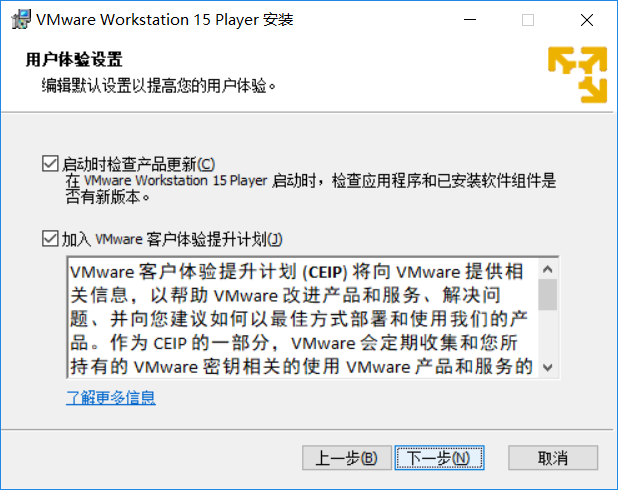 VMware Workstation 15 Player 安装
用户体验设置
编辑默认设置以提高您的用户体验。
启动时检查产品更新(C)
在 VMware Workstation 15 Player 启动时，检查应用程序和已安装软件组件是
否有新版本。
加入 VMware 客户体验提升计划(J)
VMware 客户体验提升计划 (CEIP) 将向 VMware 提供相
关信息，以帮助 VMware 改进产品和服务、解决问
题、并向您建议如何以最佳方式部署和使用我们的产
品。作为 CEIP 的一部分，VMware 会定期收集和您所
持有的 VMware 密钥相关的使用 VMware 产品和服务的
了解更多信息
上一步(B)
下一步(N)
取消